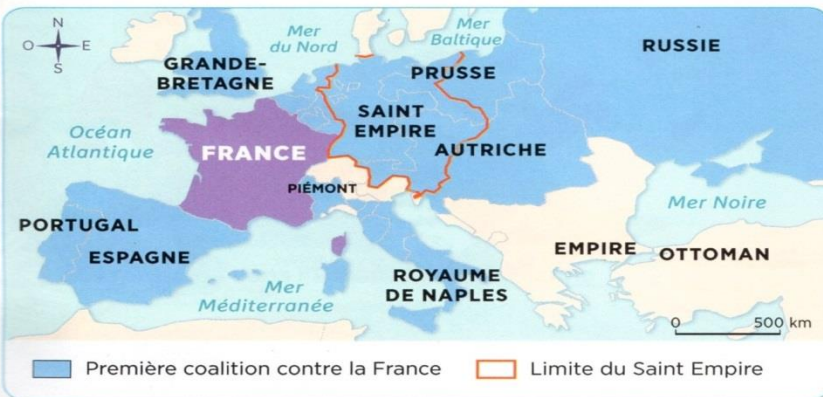 N
O E
S
Mer
du Nord
Mer
Baltique
RUSSIE
GRANDE-
BRETAGNE
PRUSSE
SAINT
EMPIRE
Océan
Atlantique
FRANCE
AUTRICHE
PIÉMONT
Mer Noire
PORTUGAL
ESPAGNE
EMPIRE OTTOMAN
Mer
Méditerranée
ROYAUME
DE NAPLES
0 500 km
Première coalition contre la France
Limite du Saint Empire